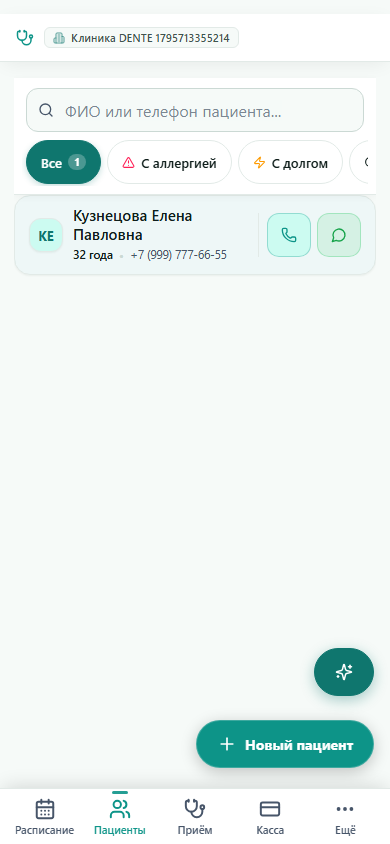 Клиника DENTE 1795713355214
ФИО или телефон пациента...
Все 1
С аллергией
С долгом
Кузнецова Елена
Павловна
КЕ
32 года • +7 (999) 777-66-55
Новый пациент
Расписание
Пациенты
Приём
Касса
Ещё